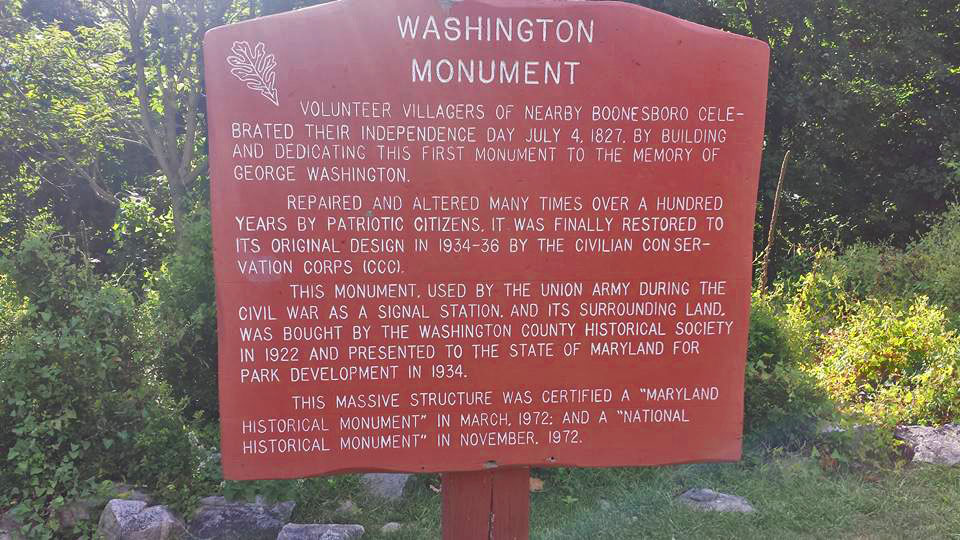 WASHINGTON
MONUMENT
VOLUNTEER VILLAGERS OF NEARBY BOONESBORO CELE-
BRATED THEIR INDEPENDENCE DAY JULY 4, 1827, BY BUILDING
AND DEDICATING THIS FIRST MONUMENT TO THE MEMORY OF
GEORGE WASHINGTON.
REPAIRED AND ALTERED MANY TIMES OVER A HUNDRED
YEARS BY PATRIOTIC CITIZENS, IT WAS FINALLY RESTORED TO
ITS ORIGINAL DESIGN IN 1934-36 BY THE CIVILIAN CONSER-
VATION CORPS (CCC).
THIS MONUMENT, USED BY THE UNION ARMY DURING THE
CIVIL WAR AS A SIGNAL STATION, AND ITS SURROUNDING LAND,
WAS BOUGHT BY THE WASHINGTON COUNTY HISTORICAL SOCIETY
IN 1922 AND PRESENTED TO THE STATE OF MARYLAND FOR
PARK DEVELOPMENT IN 1934.
THIS MASSIVE STRUCTURE WAS CERTIFIED A "MARYLAND
HISTORICAL MONUMENT" IN MARCH, 1972; AND A "NATIONAL
HISTORICAL MONUMENT" IN NOVEMBER, 1972.